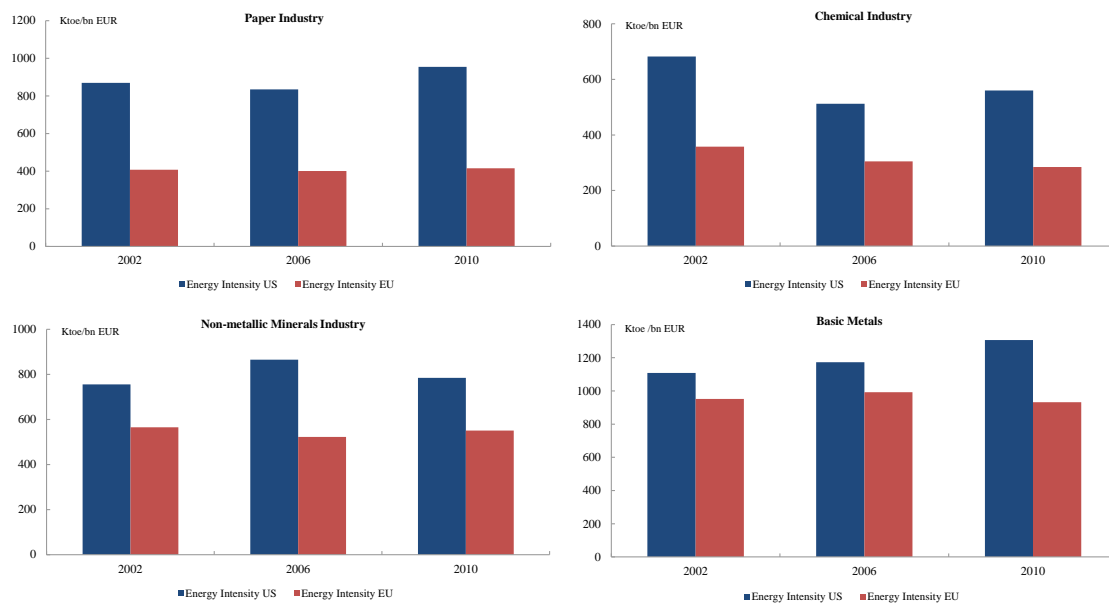 Paper Industry
Ktoe/bn EUR
1200
1000
800
600
400
200
0
2002 2006 2010
Energy Intensity US Energy Intensity EU
Chemical Industry
Ktoe/bn EUR
800
600
400
200
0
2002 2006 2010
Energy Intensity US Energy Intensity EU
Non-metallic Minerals Industry
Ktoe/bn EUR
1000
800
600
400
200
0
2002 2006 2010
Energy Intensity US Energy Intensity EU
Basic Metals
Ktoe /bn EUR
1400
1200
1000
800
600
400
200
0
2002 2006 2010
Energy Intensity US Energy Intensity EU